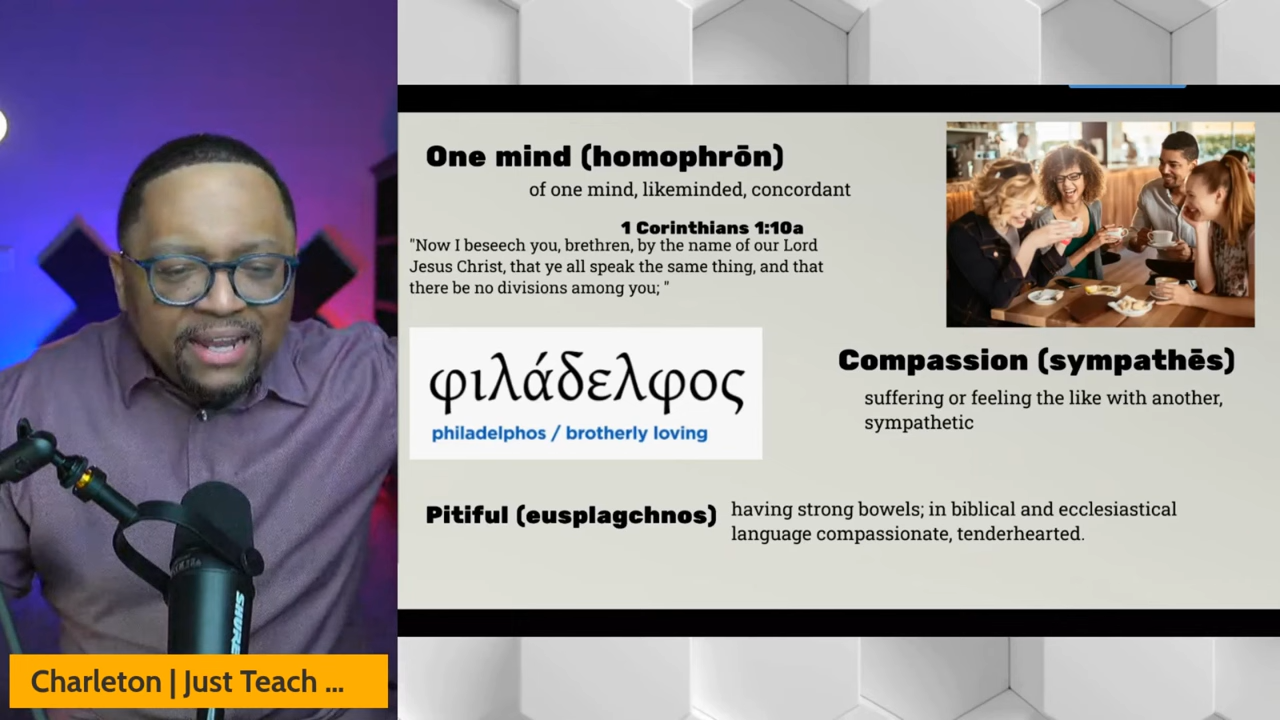 One mind (homophrōn)
of one mind, likeminded, concordant
1 Corinthians 1:10a
"Now I beseech you, brethren, by the name of our Lord
Jesus Christ, that ye all speak the same thing, and that
there be no divisions among you; "
φιλάδελφος
philadelphos / brotherly loving
Compassion (sympathēs)
suffering or feeling the like with another,
sympathetic
Pitiful (eusplagchnos)
having strong bowels; in biblical and ecclesiastical
language compassionate, tenderhearted.
SHURE
Charleton | Just Teach ...